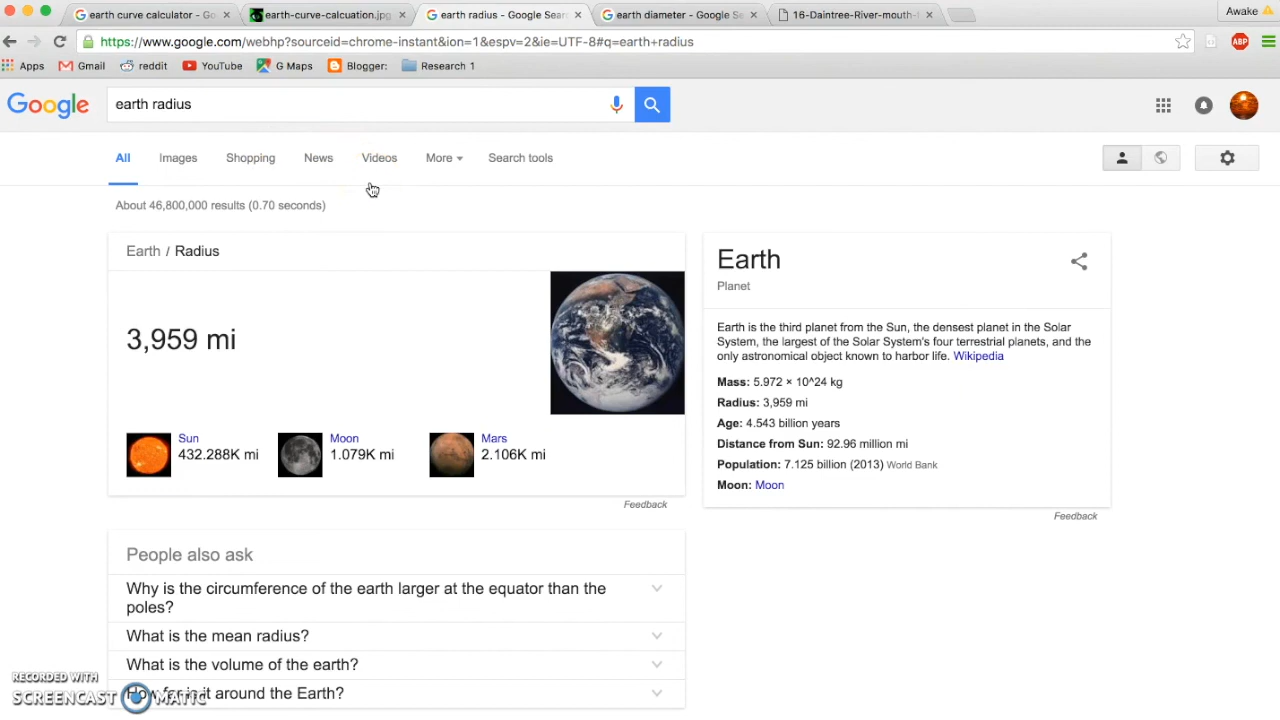 earth curve calculator - Go
earth-curve-calcuation.jpg
earth radius - Google Sear
earth diameter - Google Se
16-Daintree-River-mouth-
Awake
https://www.google.com/webhp?sourceid=chrome-instant&ion=1&espv=2&ie=UTF-8#q=earth+radius
ABP
Apps Gmail reddit YouTube G Maps Blogger: Research 1
Google
earth radius
All Images Shopping News Videos More Search tools
About 46,800,000 results (0.70 seconds)
Earth / Radius
3,959 mi
Sun
432.288K mi
Moon
1.079K mi
Mars
2.106K mi
Feedback
Earth
Planet
Earth is the third planet from the Sun, the densest planet in the Solar
System, the largest of the Solar System's four terrestrial planets, and the
only astronomical object known to harbor life. Wikipedia
Mass: 5.972 × 10^24 kg
Radius: 3,959 mi
Age: 4.543 billion years
Distance from Sun: 92.96 million mi
Population: 7.125 billion (2013) World Bank
Moon: Moon
Feedback
People also ask
Why is the circumference of the earth larger at the equator than the
poles?
What is the mean radius?
What is the volume of the earth?
How far is it around the Earth?
RECORDED WITH
SCREENCAST MATIC